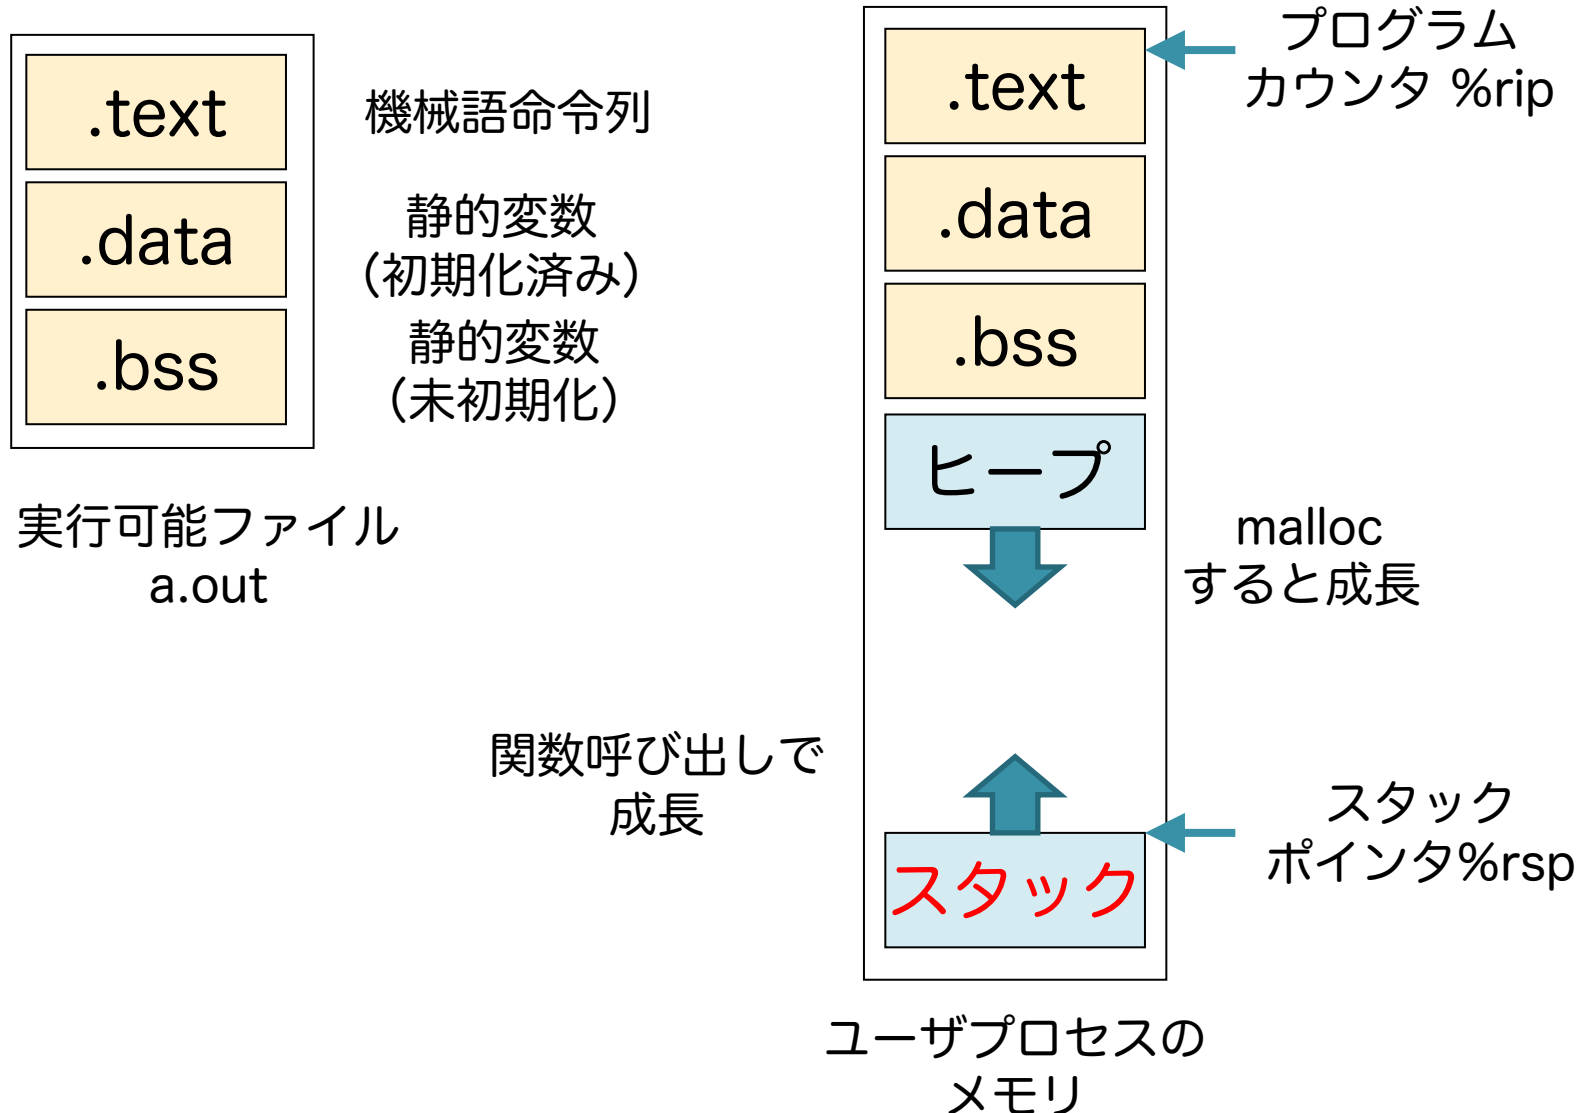 .text
機械語命令列
.data
静的変数
(初期化済み)
.bss
静的変数
(未初期化)
実行可能ファイル
a.out
.text
プログラム
カウンタ %rip
.data
.bss
ヒープ
malloc
すると成長
関数呼び出しで
成長
スタック
スタック
ポインタ%rsp
ユーザプロセスの
メモリ